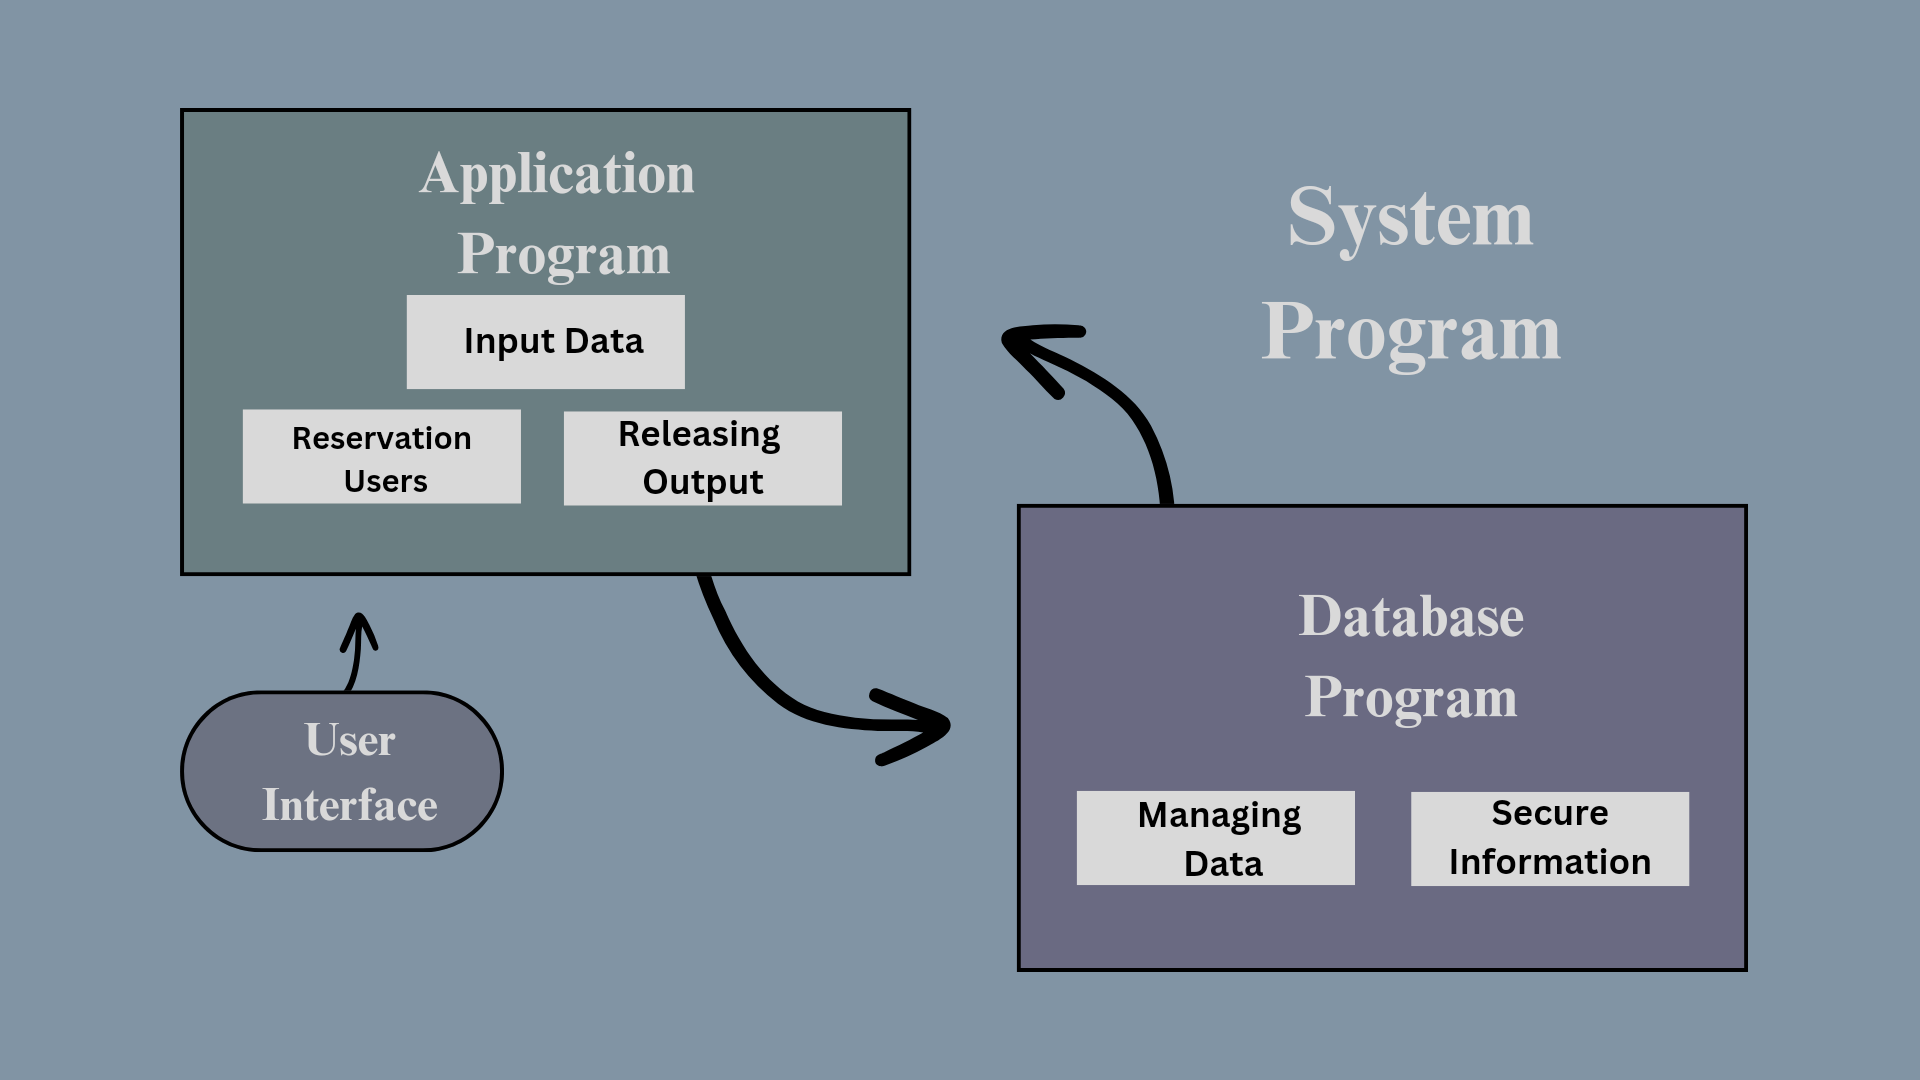 Application
Program
Input Data
Reservation
Users
Releasing
Output
System
Program
User
Interface
Database
Program
Managing
Data
Secure
Information